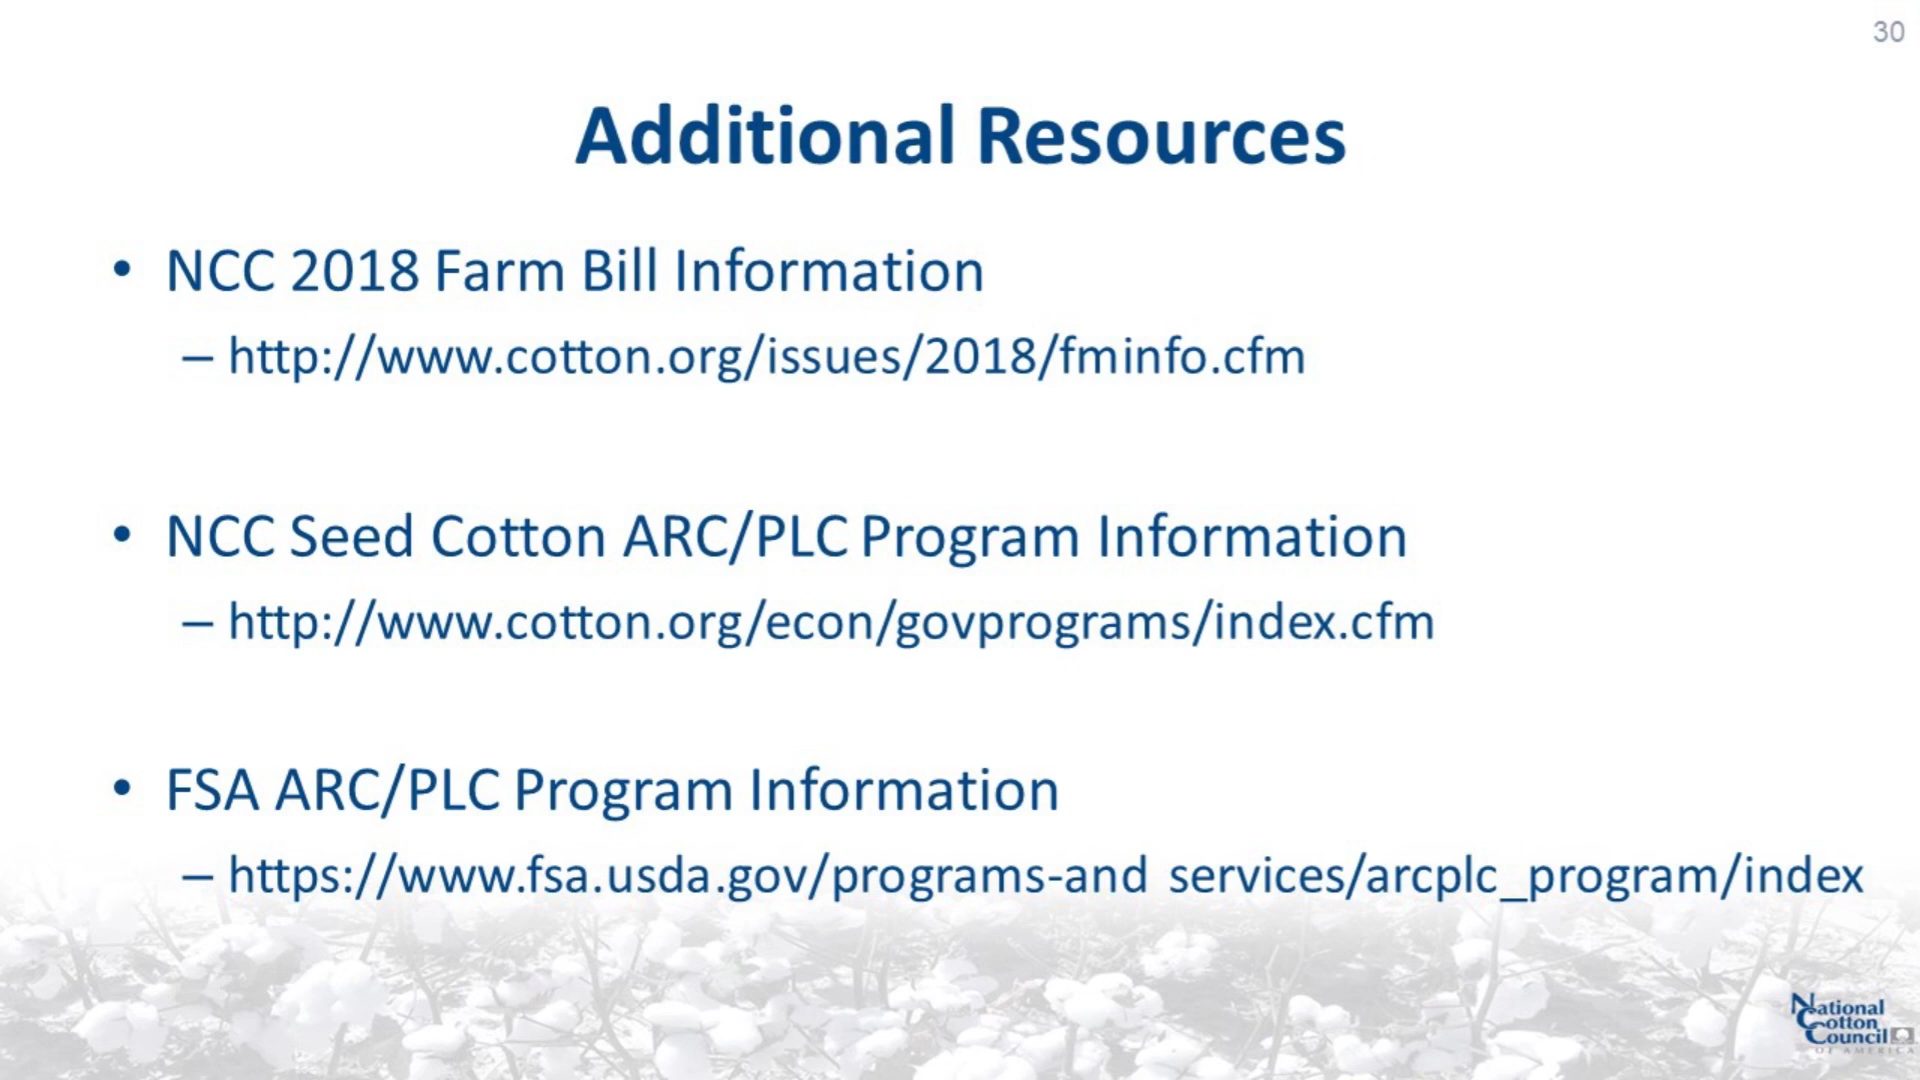 30
Additional Resources
• NCC 2018 Farm Bill Information
– http://www.cotton.org/issues/2018/fminfo.cfm
• NCC Seed Cotton ARC/PLC Program Information
– http://www.cotton.org/econ/govprograms/index.cfm
• FSA ARC/PLC Program Information
– https://www.fsa.usda.gov/programs-and services/arcplc_program/index
National
Cotton
Council
OF AMERICA